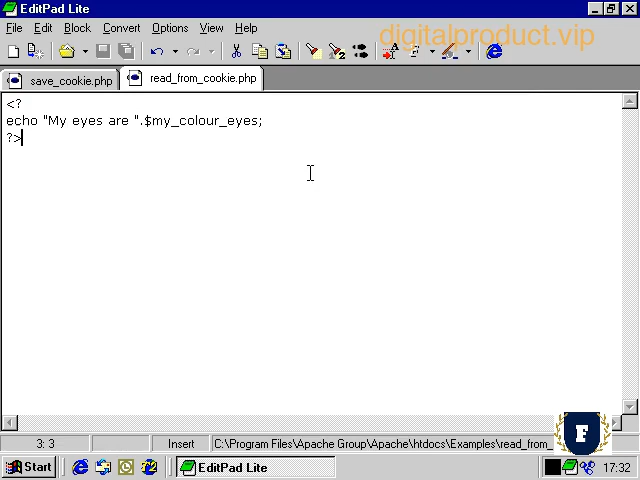 EditPad Lite
File Edit Block Convert Options View Help
digitalproduct.vip
save_cookie.php read_from_cookie.php
<?
echo "My eyes are ".$my_colour_eyes;
?>
3: 3 Insert C:\Program Files\Apache Group\Apache\htdocs\Examples\read_from_
F
Start EditPad Lite 17:32